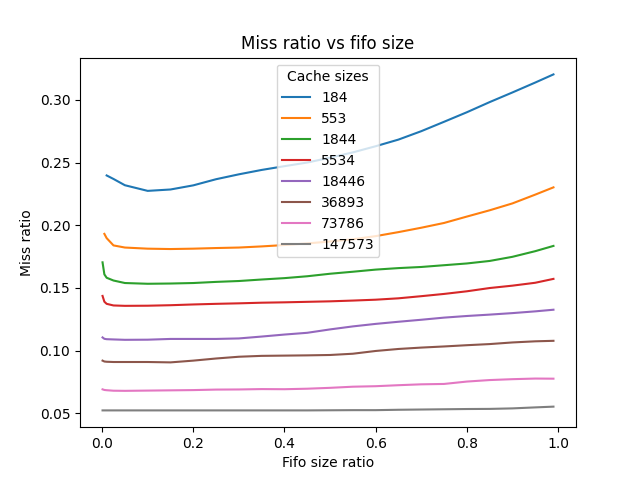 Miss ratio vs fifo size
Cache sizes
184
553
1844
5534
18446
36893
73786
147573
Miss ratio
0.30
0.25
0.20
0.15
0.10
0.05
0.0 0.2 0.4 0.6 0.8 1.0
Fifo size ratio